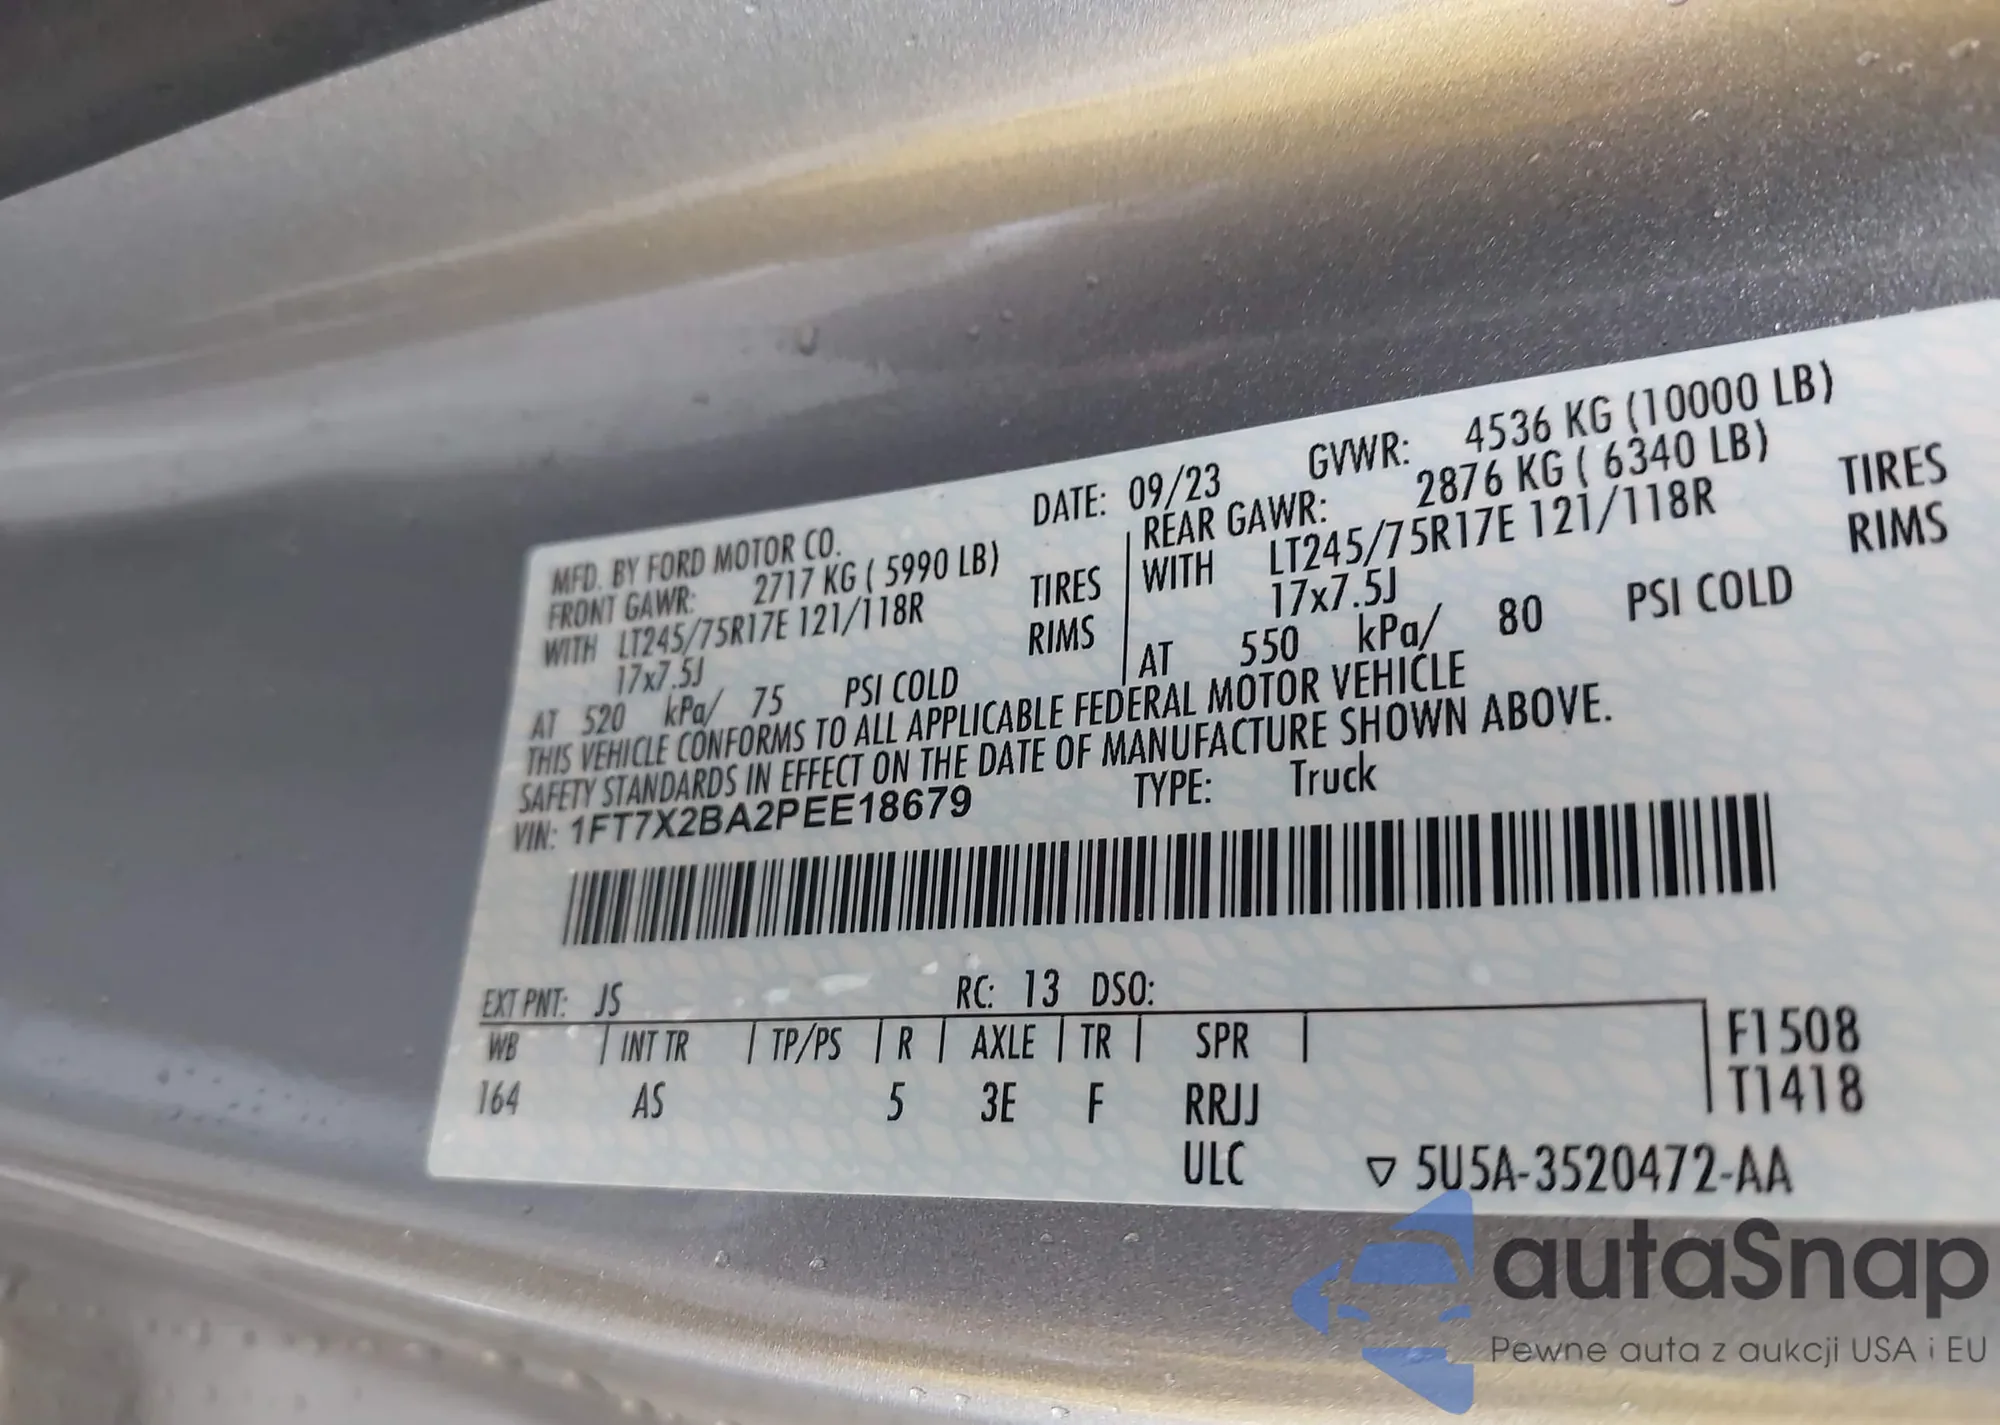 MFD. BY FORD MOTOR CO. DATE: 09/23 GVWR: 4536 KG (10000 LB)
FRONT GAWR: 2717 KG ( 5990 LB) REAR GAWR: 2876 KG ( 6340 LB)
WITH LT245/75R17E 121/118R TIRES WITH LT245/75R17E 121/118R TIRES
17x7.5J RIMS 17x7.5J RIMS
AT 520 kPa/ 75 PSI COLD AT 550 kPa/ 80 PSI COLD
THIS VEHICLE CONFORMS TO ALL APPLICABLE FEDERAL MOTOR VEHICLE
SAFETY STANDARDS IN EFFECT ON THE DATE OF MANUFACTURE SHOWN ABOVE.
VIN: 1FT7X2BA2PEE18679 TYPE: Truck
EXT PNT: JS RC: 13 DSO:
WB INT TR TP/PS R AXLE TR SPR F1508
164 AS 5 3E F RRJJ T1418
ULC ▽ 5U5A-3520472-AA
autaSnap
Pewne auta z aukcji USA i EU